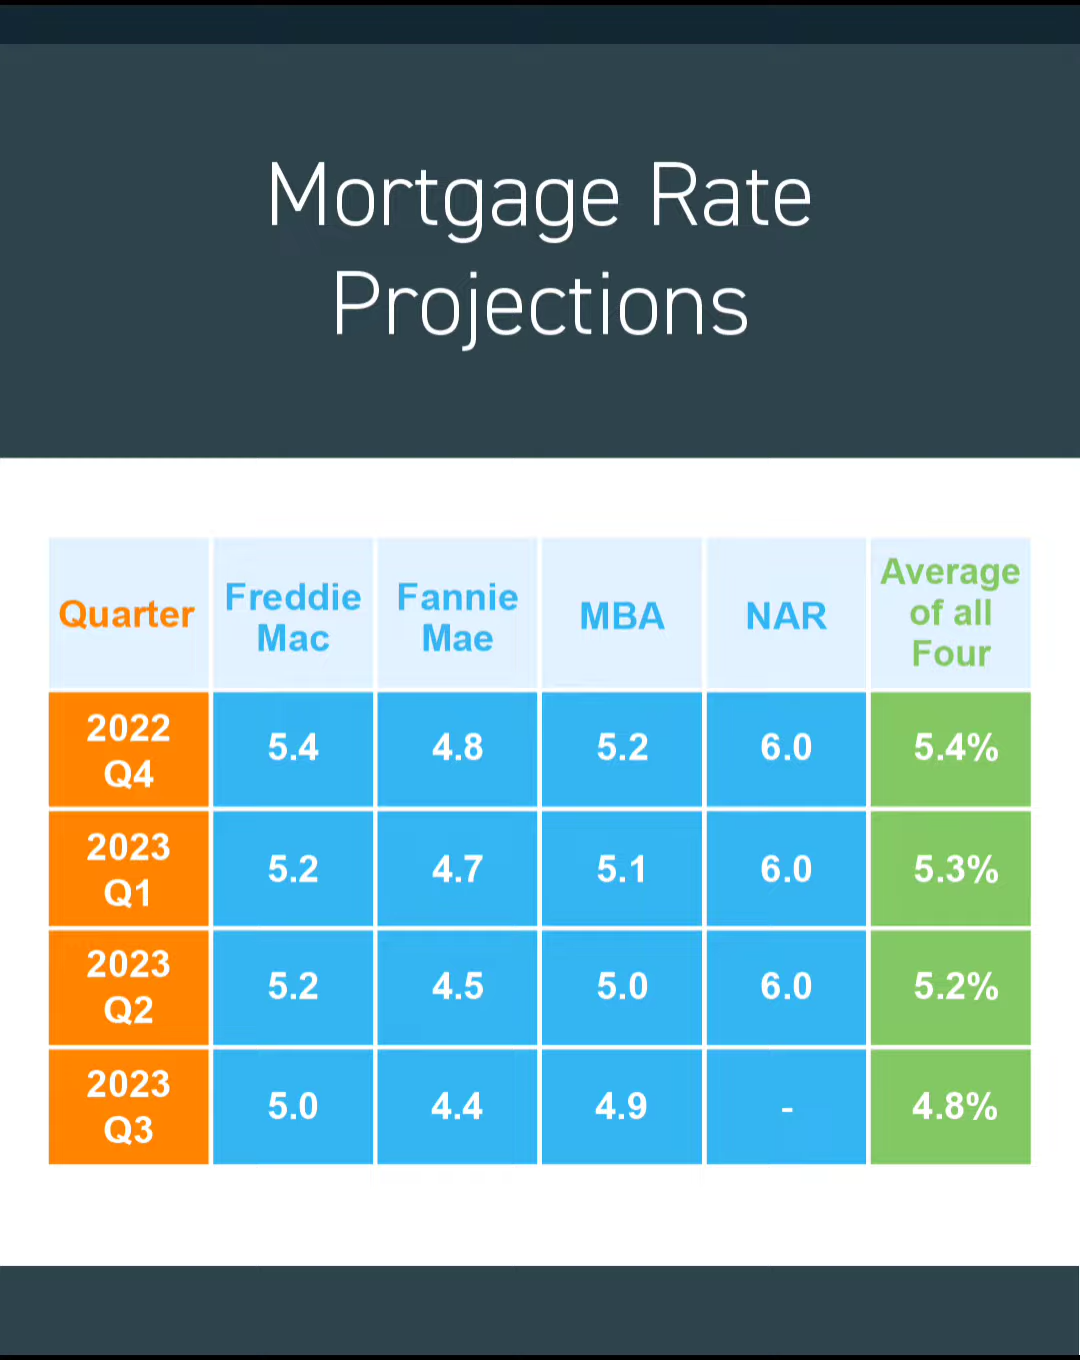 Mortgage Rate
Projections
Quarter Freddie Mac Fannie Mae MBA NAR Average of all Four
2022 Q4 5.4 4.8 5.2 6.0 5.4%
2023 Q1 5.2 4.7 5.1 6.0 5.3%
2023 Q2 5.2 4.5 5.0 6.0 5.2%
2023 Q3 5.0 4.4 4.9 - 4.8%